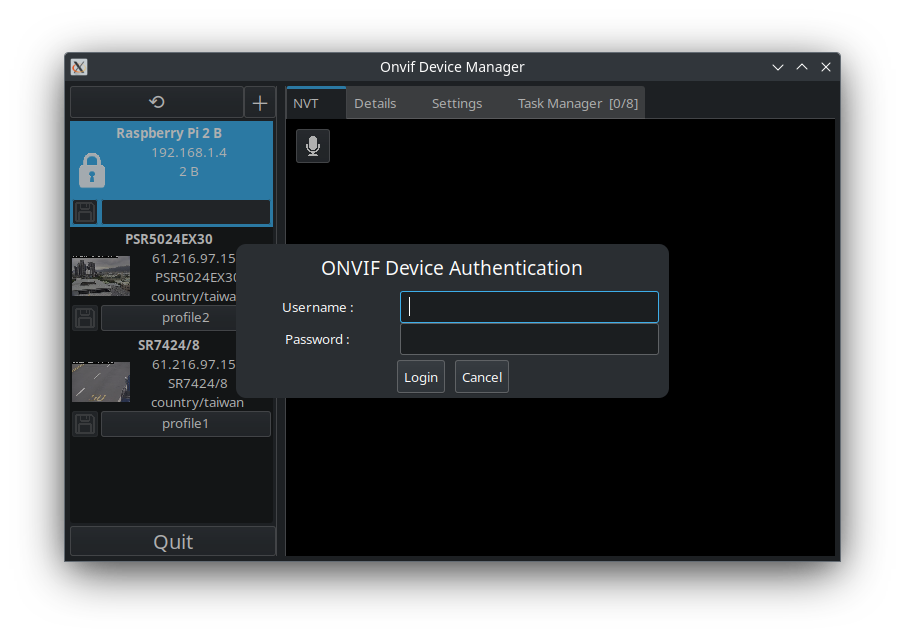 Onvif Device Manager
NVT
Details
Settings
Task Manager [0/8]
Raspberry Pi 2 B
192.168.1.4
2 B
PSR5024EX30
61.216.97.15
PSR5024EX30
country/taiwa
profile2
SR7424/8
61.216.97.15
SR7424/8
country/taiwan
profile1
Quit
ONVIF Device Authentication
Username :
Password :
Login
Cancel